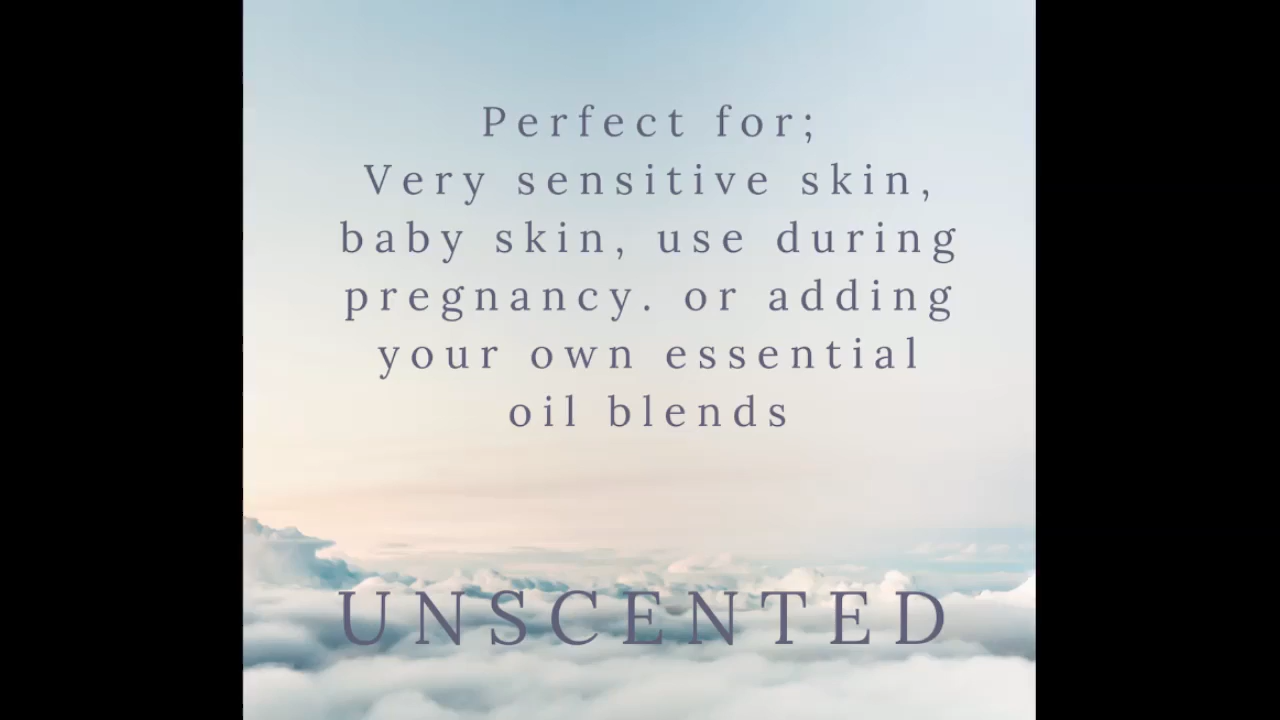 Perfect for;
Very sensitive skin,
baby skin, use during
pregnancy. or adding
your own essential
oil blends
UNSCENTED